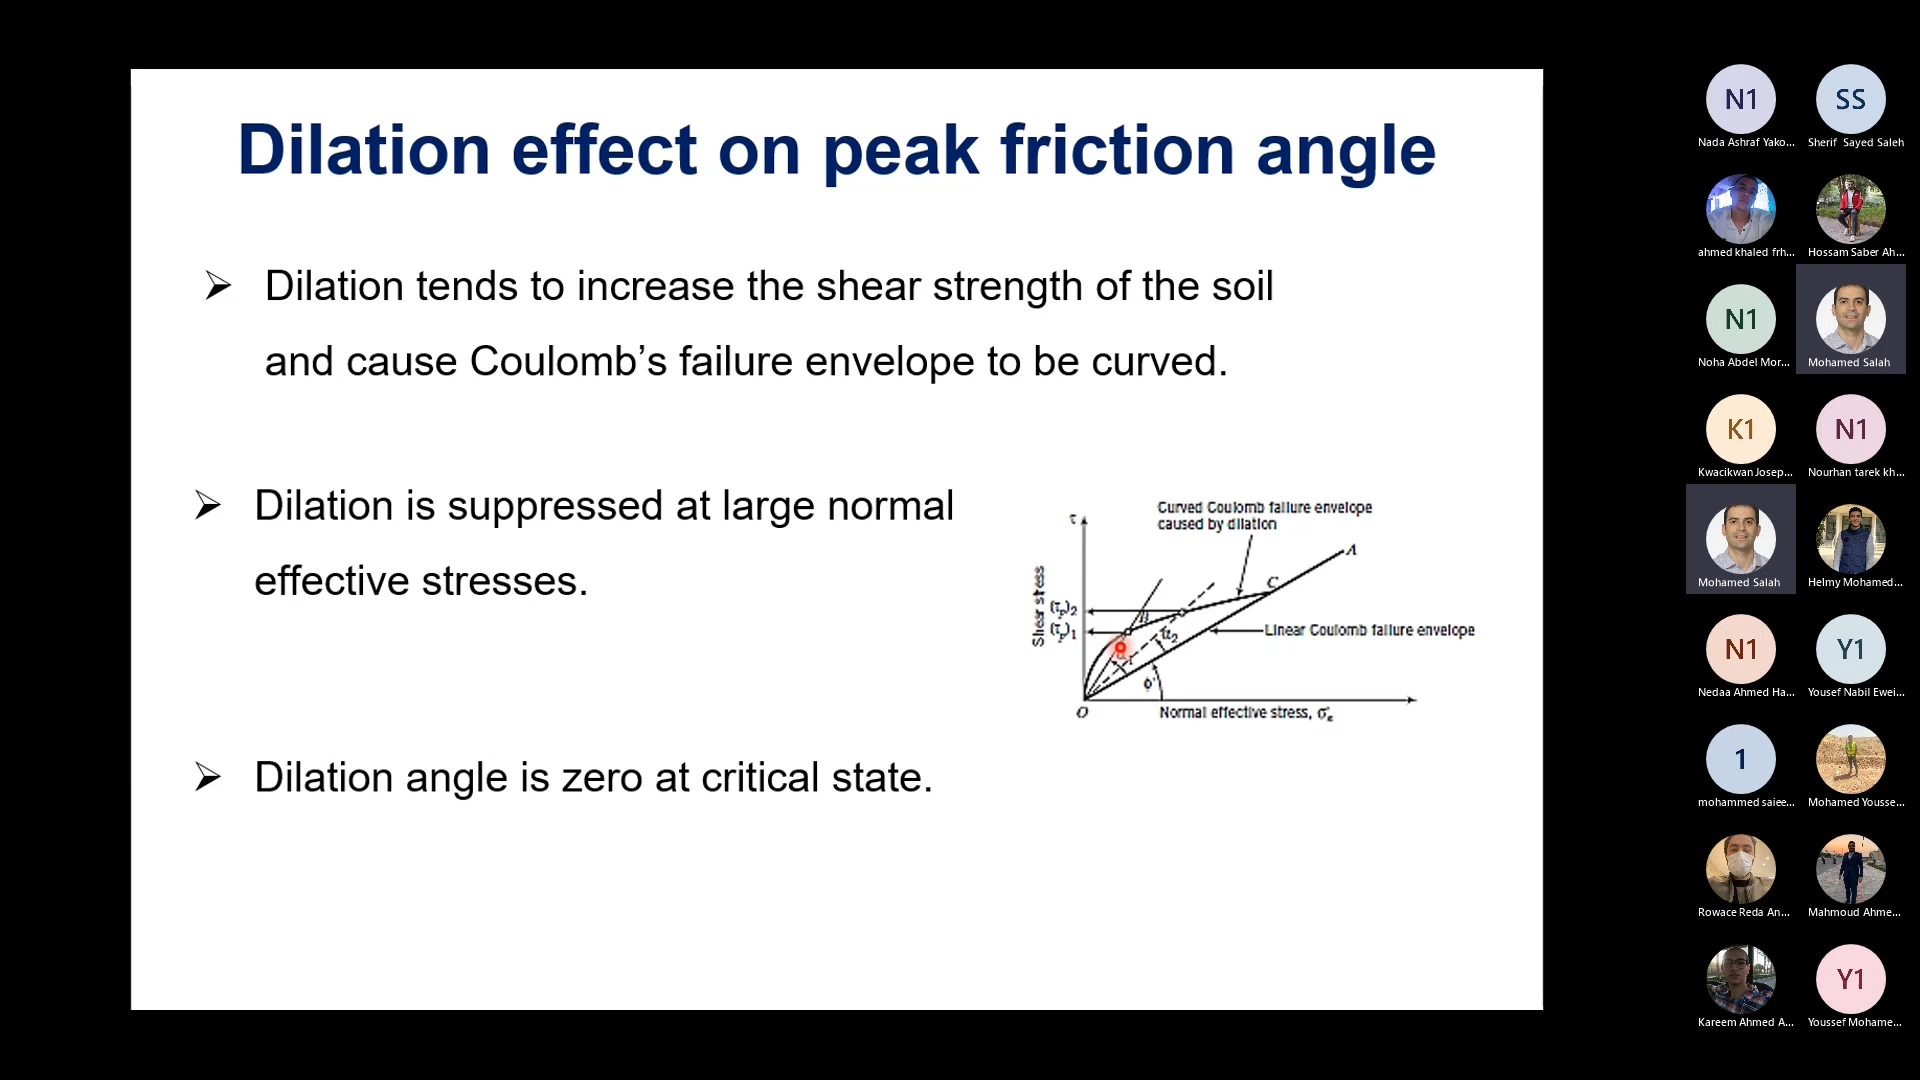 Dilation effect on peak friction angle
➢ Dilation tends to increase the shear strength of the soil
and cause Coulomb’s failure envelope to be curved.
➢ Dilation is suppressed at large normal
effective stresses.
➢ Dilation angle is zero at critical state.
Curved Coulomb failure envelope
caused by dilation
τ
A
C
Shear stress
(τp)2
B
(τp)1
α2
Linear Coulomb failure envelope
α1
ϕ'
O
Normal effective stress,
N1
SS
Nada Ashraf Yako...
Sherif Sayed Saleh
ahmed khaled frh...
Hossam Saber Ah...
N1
Noha Abdel Mor...
Mohamed Salah
K1
N1
Kwacikwan Josep...
Nourhan tarek kh...
Mohamed Salah
Helmy Mohamed...
N1
Y1
Nedaa Ahmed Ha...
Yousef Nabil Ewei...
1
mohammed saiee...
Mohamed Yousse...
Rowace Reda An...
Mahmoud Ahme...
Y1
Kareem Ahmed A...
Youssef Mohame...